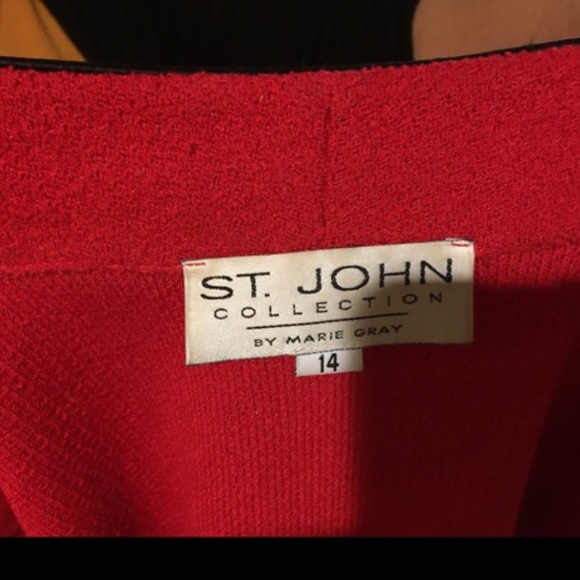 ST. JOHN
COLLECTION
BY MARIE GRAY
14